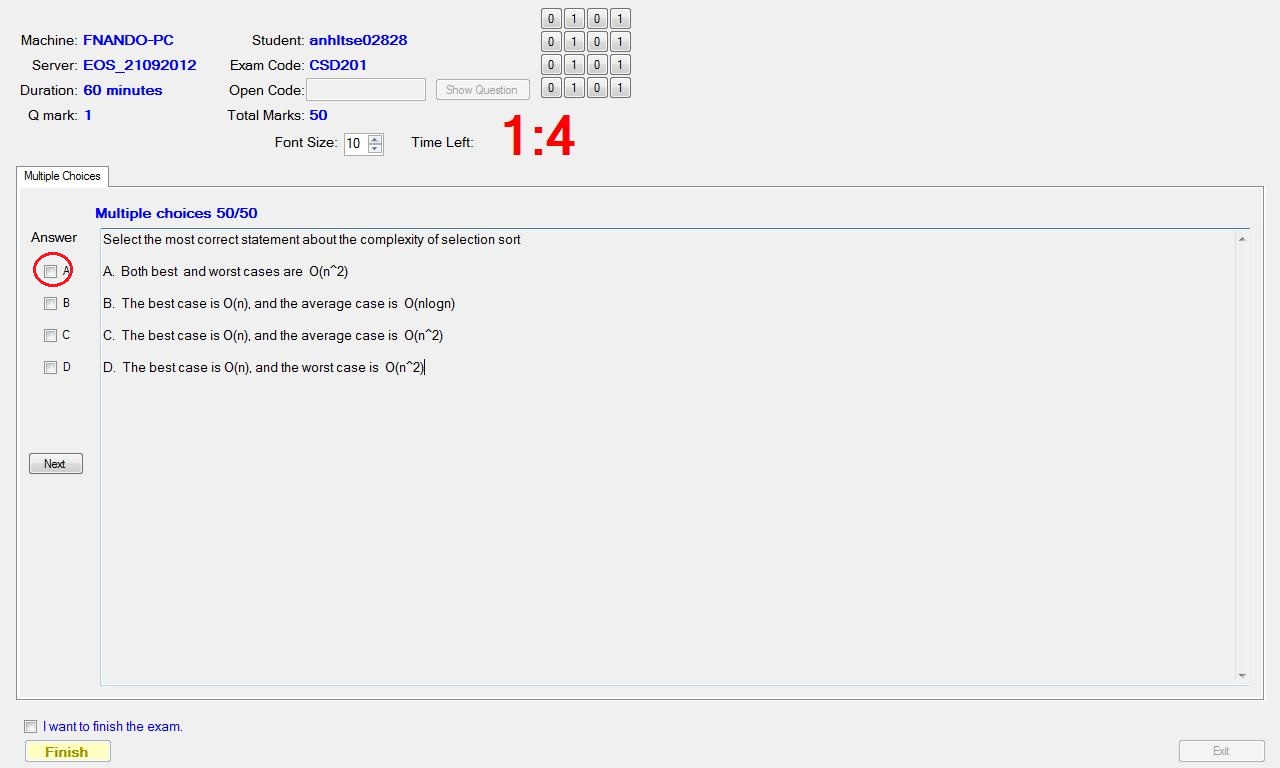 0 1 0 1
Machine: FNANDO-PC Student: anhltse02828
0 1 0 1
Server: EOS_21092012 Exam Code: CSD201
0 1 0 1
Duration: 60 minutes Open Code: Show Question
0 1 0 1
Q mark: 1 Total Marks: 50
Font Size: 10 Time Left: 1:4
Multiple Choices
Multiple choices 50/50
Answer
Select the most correct statement about the complexity of selection sort
A A. Both best and worst cases are O(n^2)
B B. The best case is O(n), and the average case is O(nlogn)
C C. The best case is O(n), and the average case is O(n^2)
D D. The best case is O(n), and the worst case is O(n^2)
Next
I want to finish the exam.
Finish
Exit